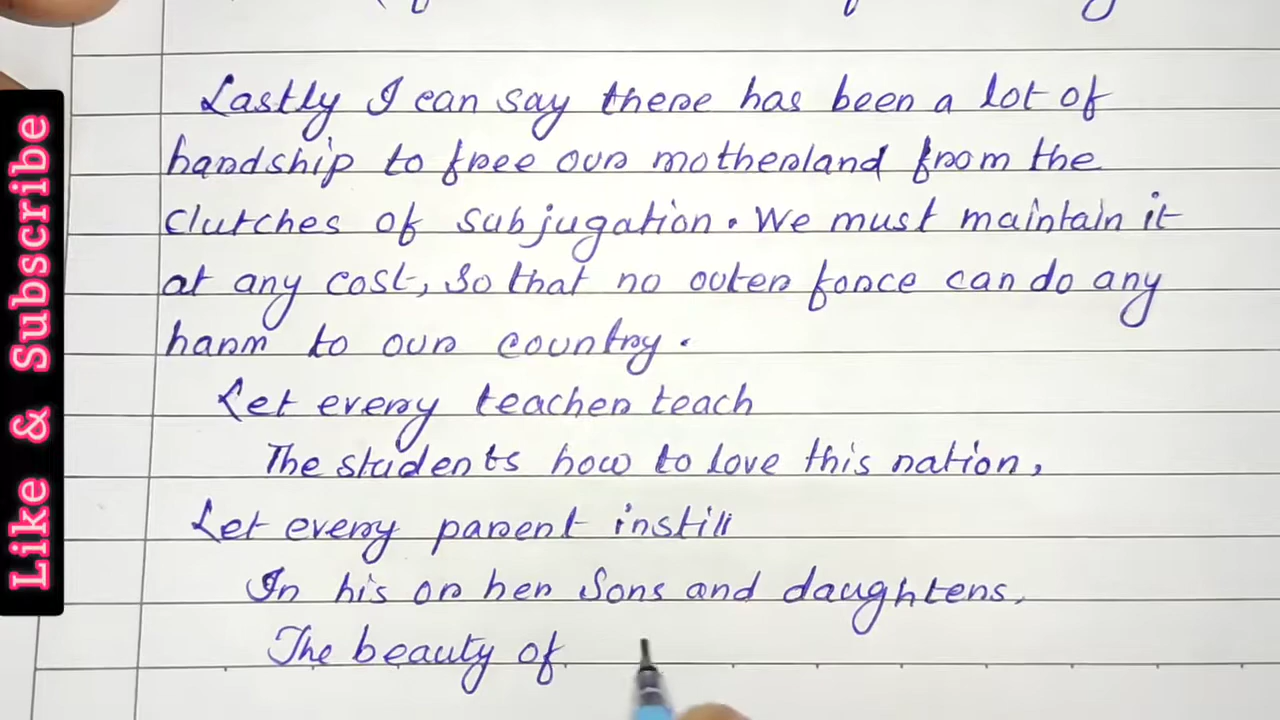 Like & Subscribe
Lastly I can say there has been a lot of
hardship to free our motherland from the
clutches of subjugation. We must maintain it
at any cost, so that no outer force can do any
harm to our country.
Let every teacher teach
The students how to love this nation,
Let every parent instill
In his or her Sons and daughters,
The beauty of